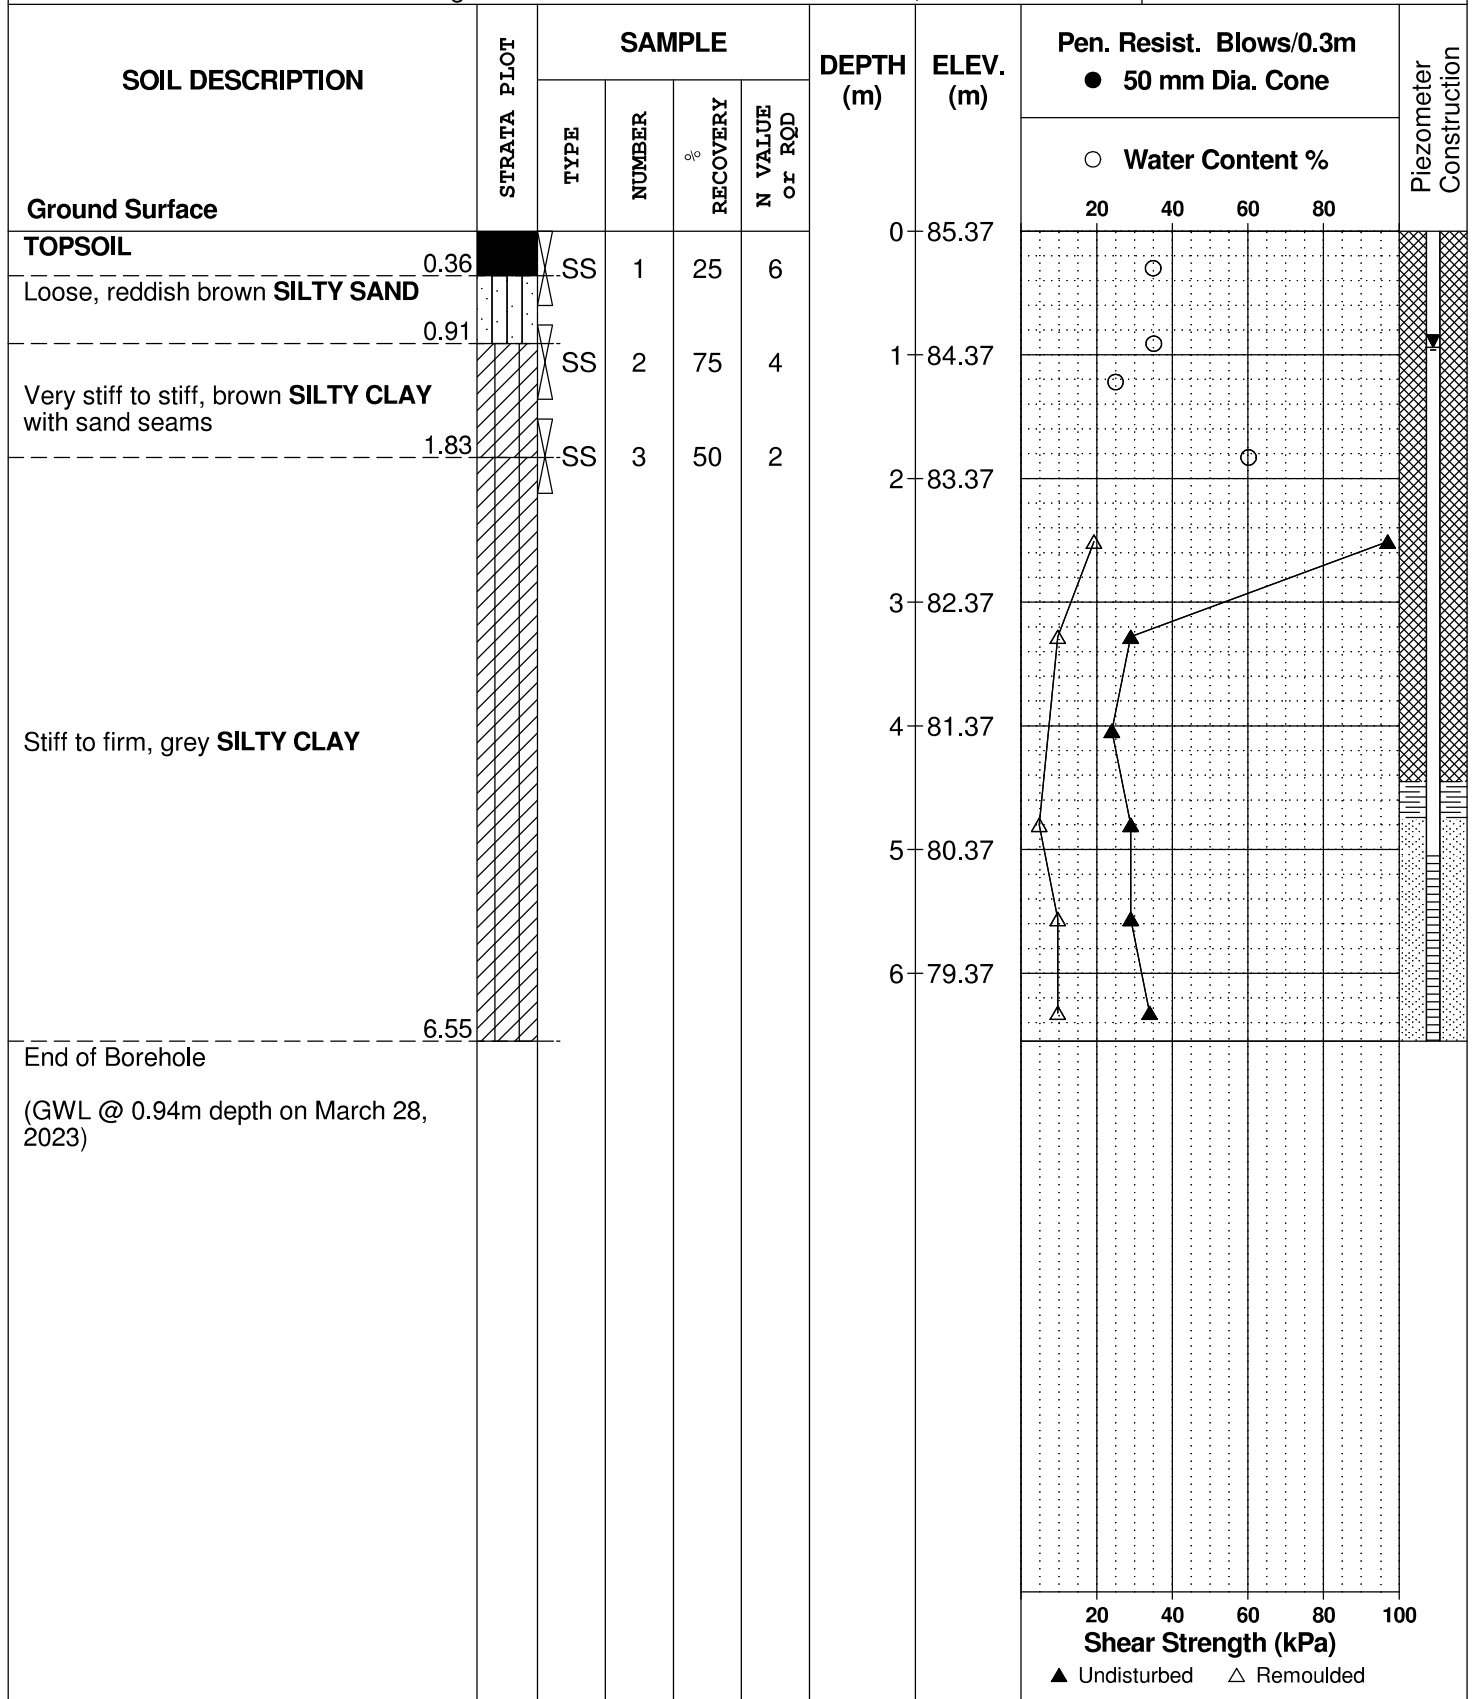 SOIL DESCRIPTION
Ground Surface
STRATA PLOT
SAMPLE
TYPE
NUMBER
%
RECOVERY
N VALUE
or RQD
DEPTH
(m)
ELEV.
(m)
Pen. Resist. Blows/0.3m
● 50 mm Dia. Cone
○ Water Content %
20 40 60 80
Piezometer
Construction
TOPSOIL
0.36
Loose, reddish brown SILTY SAND
0.91
Very stiff to stiff, brown SILTY CLAY
with sand seams
1.83
Stiff to firm, grey SILTY CLAY
6.55
End of Borehole
(GWL @ 0.94m depth on March 28,
2023)
SS 1 25 6
SS 2 75 4
SS 3 50 2
0 85.37
1 84.37
2 83.37
3 82.37
4 81.37
5 80.37
6 79.37
20 40 60 80 100
Shear Strength (kPa)
▲ Undisturbed △ Remoulded